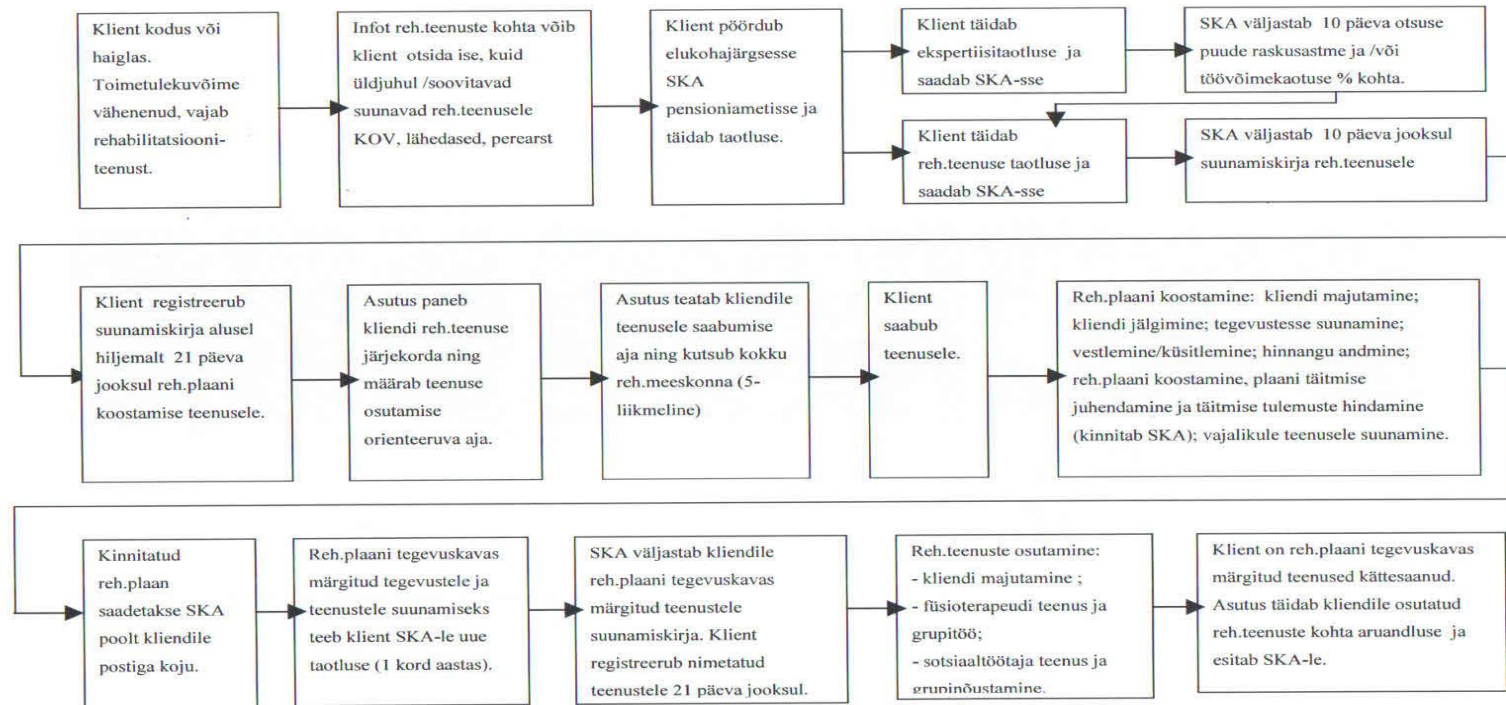 Klient kodus või
haiglas.
Toimetulekuvõime
vähenenud, vajab
rehabilitatsiooni-
teenust.
Infot reh.teenuste kohta võib
klient otsida ise, kuid
üldjuhul /soovitavad
suunavad reh.teenusele
KOV, lähedased, perearst
Klient pöördub
elukohajärgsesse
SKA
pensioniametisse ja
täidab taotluse.
Klient täidab
ekspertiisitaotluse ja
saadab SKA-sse
SKA väljastab 10 päeva otsuse
puude raskusastme ja /või
töövõimekaotuse % kohta.
Klient täidab
reh.teenuse taotluse ja
saadab SKA-sse
SKA väljastab 10 päeva jooksul
suunamiskirja reh.teenusele
Klient registreerub
suunamiskirja alusel
hiljemalt 21 päeva
jooksul reh.plaani
koostamise teenusele.
Asutus paneb
kliendi reh.teenuse
järjekorda ning
määrab teenuse
osutamise
orienteeruva aja.
Asutus teatab kliendile
teenusele saabumise
aja ning kutsub kokku
reh.meeskonna (5-
liikmeline)
Klient
saabub
teenusele.
Reh.plaani koostamine: kliendi majutamine;
kliendi jälgimine; tegevustesse suunamine;
vestlemine/küsitlemine; hinnangu andmine;
reh.plaani koostamine, plaani täitmise
juhendamine ja täitmise tulemuste hindamine
(kinnitab SKA); vajalikule teenusele suunamine.
Kinnitatud
reh.plaan
saadetakse SKA
poolt kliendile
postiga koju.
Reh.plaani tegevuskavas
märgitud tegevustele ja
teenustele suunamiseks
teeb klient SKA-le uue
taotluse (1 kord aastas).
SKA väljastab kliendile
reh.plaani tegevuskavas
märgitud teenustele
suunamiskirja. Klient
registreerub nimetatud
teenustele 21 päeva jooksul.
Reh.teenuste osutamine:
- kliendi majutamine ;
- füsioterapeudi teenus ja
grupitöö;
- sotsiaaltöötaja teenus ja
grupinõustamine.
Klient on reh.plaani tegevuskavas
märgitud teenused kättesaanud.
Asutus täidab kliendile osutatud
reh.teenuste kohta aruandluse ja
esitab SKA-le.